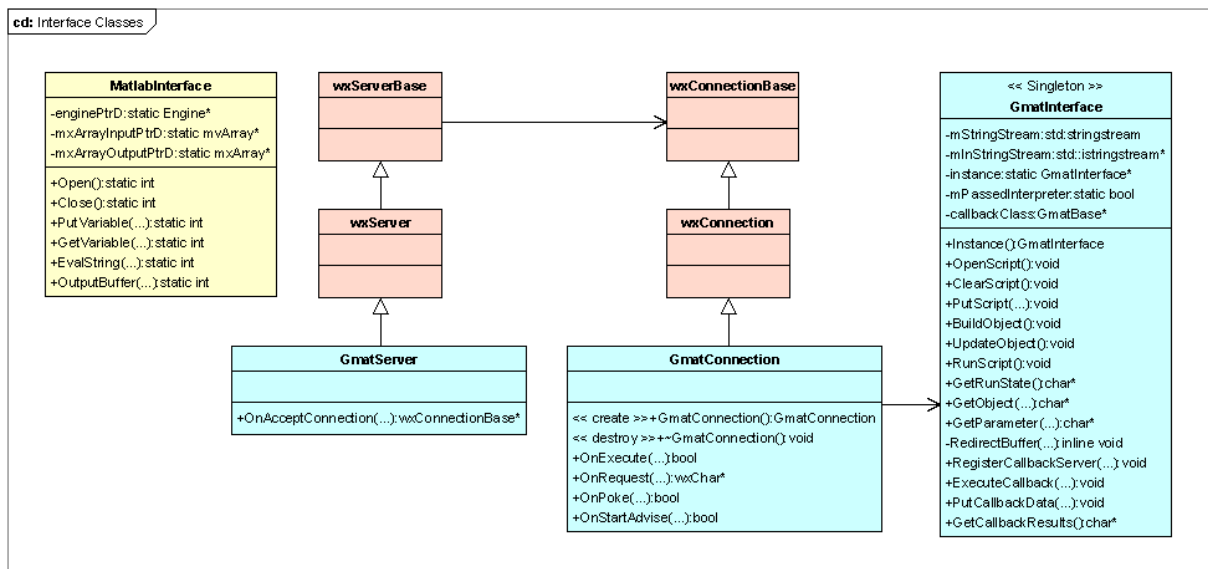 cd: Interface Classes
MatlabInterface
-enginePtrD:static Engine*
-mxArrayInputPtrD:static mvArray*
-mxArrayOutputPtrD:static mxArray*
+Open():static int
+Close():static int
+PutVariable(...):static int
+GetVariable(...):static int
+EvalString(...):static int
+OutputBuffer(...):static int
wxServerBase
wxConnectionBase
wxServer
wxConnection
GmatServer
+OnAcceptConnection(...):wxConnectionBase*
GmatConnection
<< create >>+GmatConnection():GmatConnection
<< destroy >>+~GmatConnection():void
+OnExecute(...):bool
+OnRequest(...):wxChar*
+OnPoke(...):bool
+OnStartAdvise(...):bool
<< Singleton >>
GmatInterface
-mStringStream:std:stringstream
-mInStringStream:std::istringstream*
-instance:static GmatInterface*
-mPassedInterpreter:static bool
-callbackClass:GmatBase*
+Instance():GmatInterface
+OpenScript():void
+ClearScript():void
+PutScript(...):void
+BuildObject():void
+UpdateObject():void
+RunScript():void
+GetRunState():char*
+GetObject(...):char*
+GetParameter(...):char*
-RedirectBuffer(...):inline void
+RegisterCallbackServer(...):void
+ExecuteCallback(...):void
+PutCallbackData(...):void
+GetCallbackResults():char*